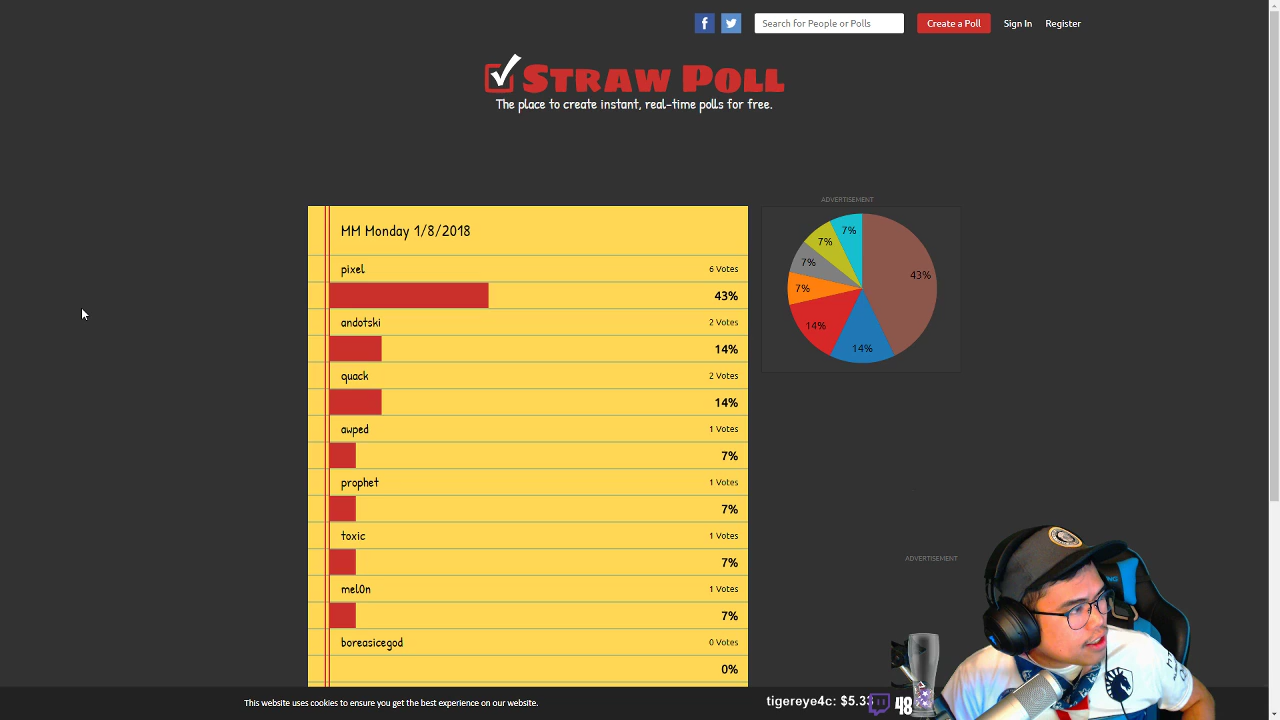 Search for People or Polls
Create a Poll
Sign In
Register
STRAW POLL
The place to create instant, real-time polls for free.
ADVERTISEMENT
MM Monday 1/8/2018
pixel
6 Votes
43%
andotski
2 Votes
14%
quack
2 Votes
14%
awped
1 Votes
7%
prophet
1 Votes
7%
toxic
1 Votes
7%
mel0n
1 Votes
7%
boreasicegod
0 Votes
0%
7%
7%
7%
7%
14%
14%
43%
ADVERTISEMENT
This website uses cookies to ensure you get the best experience on our website.
tigereye4c: $5.3
48